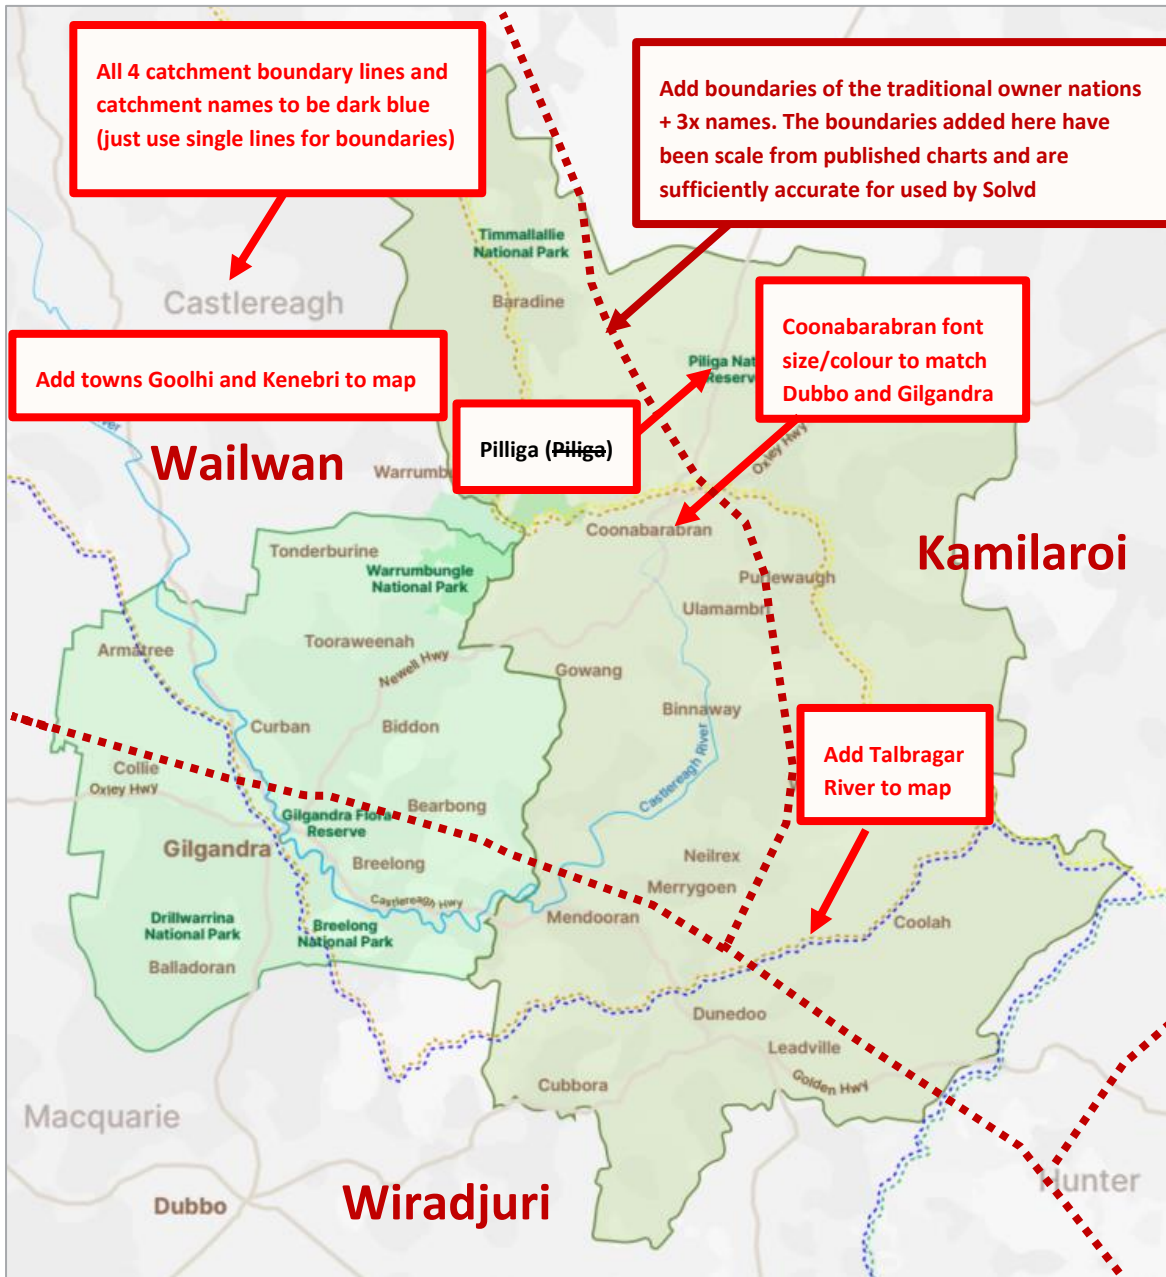 All 4 catchment boundary lines and
catchment names to be dark blue
(just use single lines for boundaries)
Add boundaries of the traditional owner nations
+ 3x names. The boundaries added here have
been scale from published charts and are
sufficiently accurate for used by Solvd
Timmallallie
National Park
Baradine
Castlereagh
Coonabarabran font
size/colour to match
Dubbo and Gilgandra
Add towns Goolhi and Kenebri to map
Piliga Nat
Reserv
Pilliga (Piliga)
Oxley Hwy
Wailwan
Warrumb
Coonabarabran
Kamilaroi
Tonderburine
Warrumbungle
National Park
Purlewaugh
Ulamambri
Tooraweenah
Armatree
Newell Hwy
Gowang
Binnaway
Curban
Biddon
Castlereagh River
Add Talbragar
River to map
Collie
Oxley Hwy
Bearbong
Gilgandra Flora
Reserve
Gilgandra
Breelong
Neilrex
Merrygoen
Castlereagh Hwy
Mendooran
Coolah
Drillwarrina
National Park
Breelong
National Park
Balladoran
Dunedoo
Leadville
Golden Hwy
Cubbora
Macquarie
Hunter
Dubbo
Wiradjuri